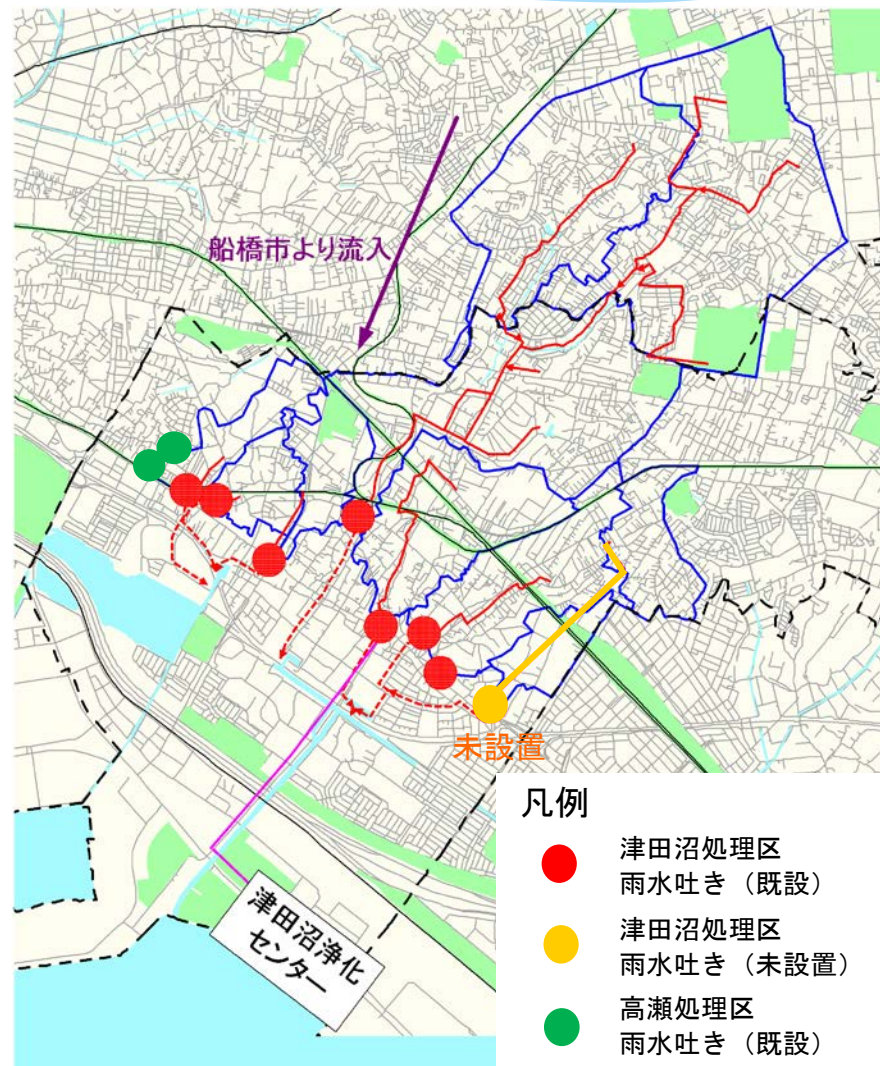 船橋市より流入
未設置
津田沼浄化
センター
凡例
津田沼処理区
雨水吐き（既設）
津田沼処理区
雨水吐き（未設置）
高瀬処理区
雨水吐き（既設）